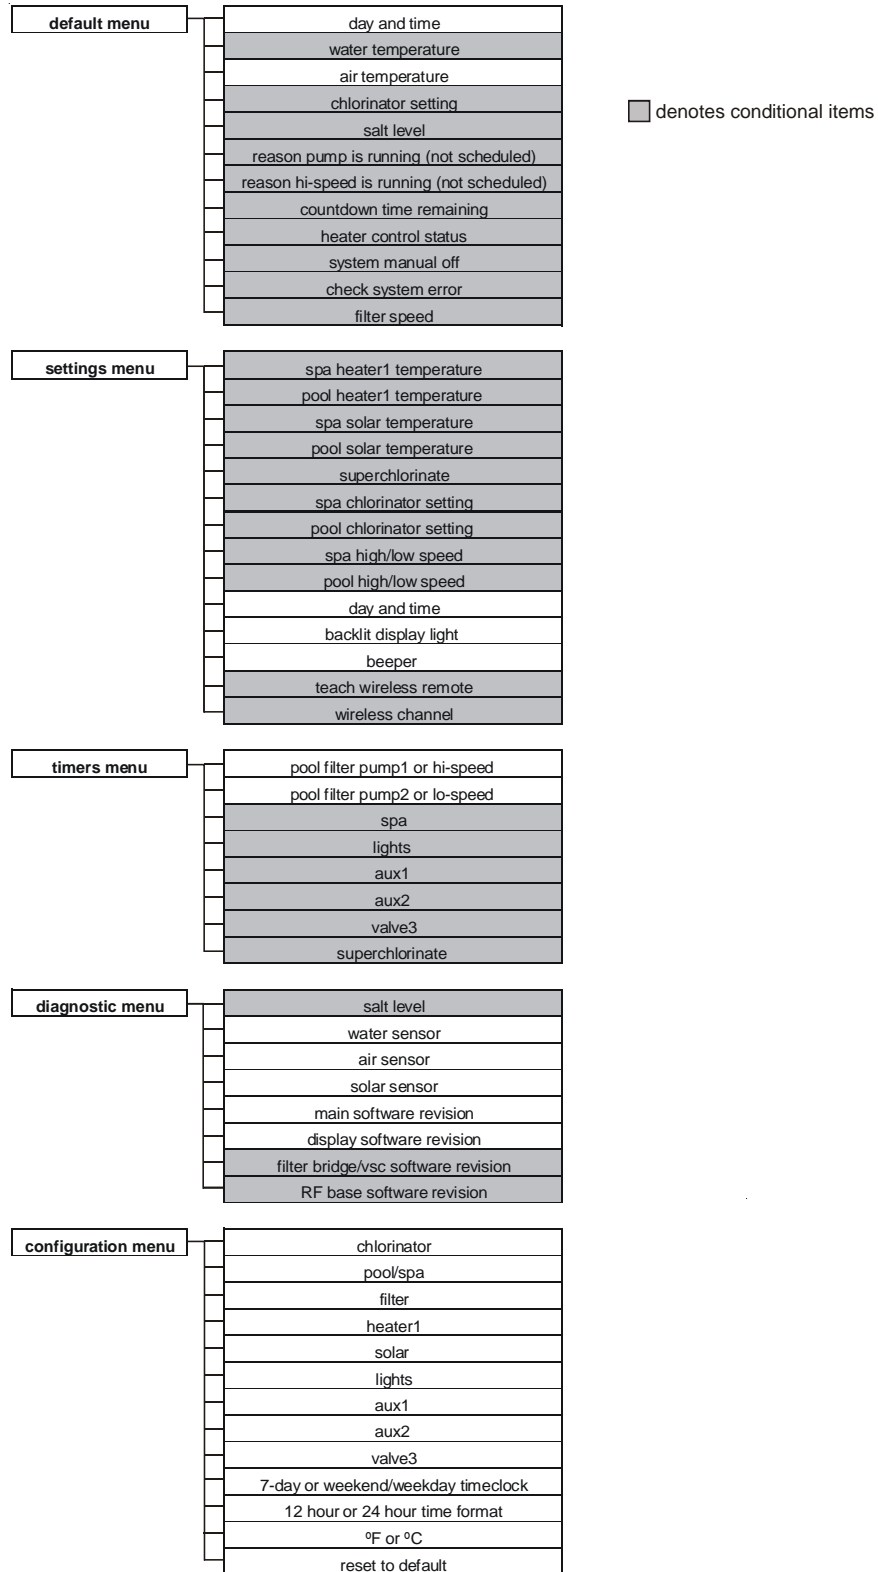 default menu
day and time
water temperature
air temperature
chlorinator setting
salt level
reason pump is running (not scheduled)
reason hi-speed is running (not scheduled)
countdown time remaining
heater control status
system manual off
check system error
filter speed
denotes conditional items
settings menu
spa heater1 temperature
pool heater1 temperature
spa solar temperature
pool solar temperature
superchlorinate
spa chlorinator setting
pool chlorinator setting
spa high/low speed
pool high/low speed
day and time
backlit display light
beeper
teach wireless remote
wireless channel
timers menu
pool filter pump1 or hi-speed
pool filter pump2 or lo-speed
spa
lights
aux1
aux2
valve3
superchlorinate
diagnostic menu
salt level
water sensor
air sensor
solar sensor
main software revision
display software revision
filter bridge/vsc software revision
RF base software revision
configuration menu
chlorinator
pool/spa
filter
heater1
solar
lights
aux1
aux2
valve3
7-day or weekend/weekday timeclock
12 hour or 24 hour time format
ºF or ºC
reset to default